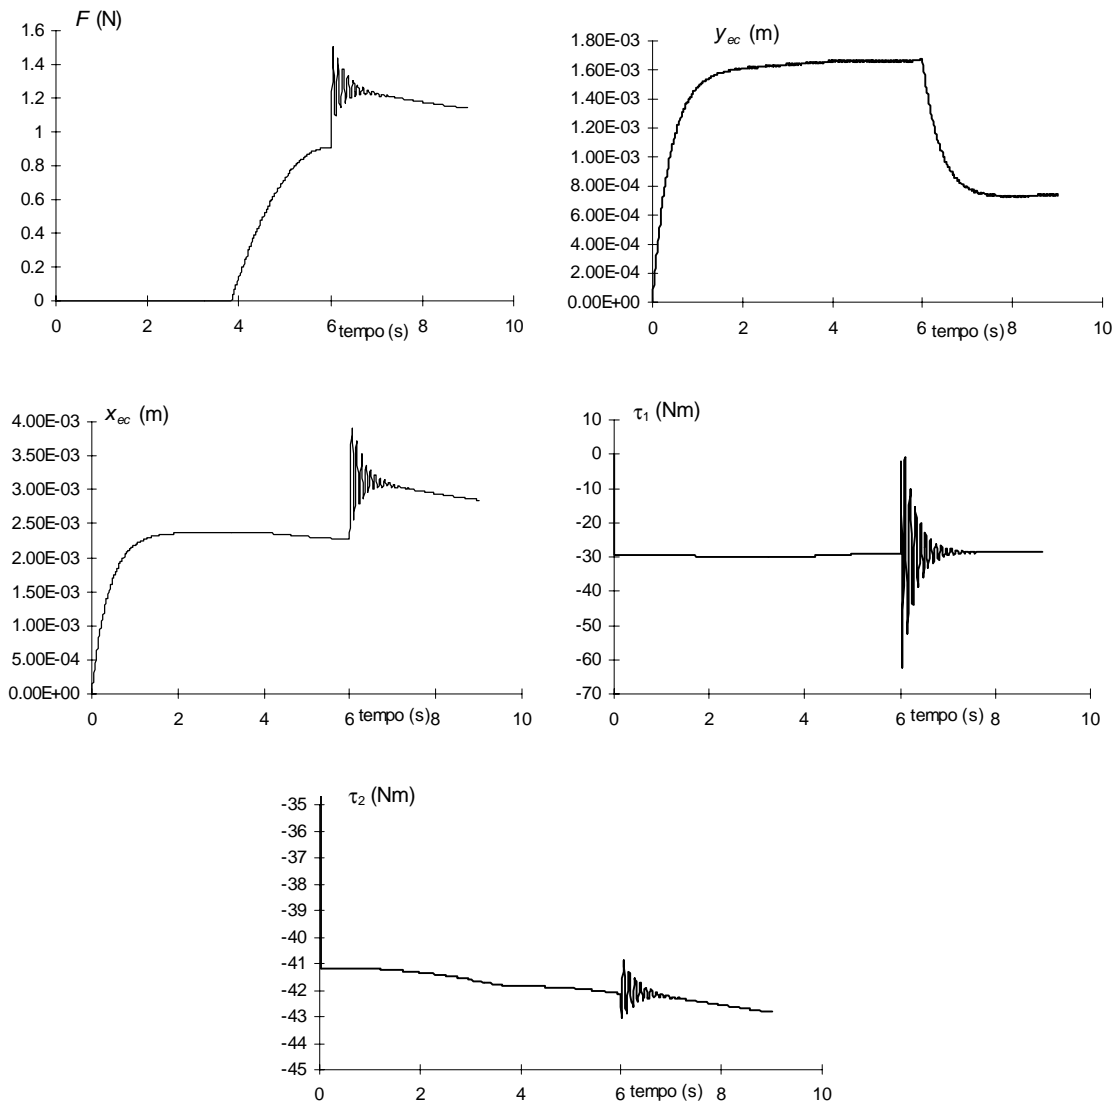 F (N)
1.6
1.4
1.2
1
0.8
0.6
0.4
0.2
0
0 2 4 6 8 10
tempo (s)
y_ec (m)
1.80E-03
1.60E-03
1.40E-03
1.20E-03
1.00E-03
8.00E-04
6.00E-04
4.00E-04
2.00E-04
0.00E+00
0 2 4 6 8 10
tempo (s)
x_ec (m)
4.00E-03
3.50E-03
3.00E-03
2.50E-03
2.00E-03
1.50E-03
1.00E-03
5.00E-04
0.00E+00
0 2 4 6 8 10
tempo (s)
τ1 (Nm)
10
0
-10
-20
-30
-40
-50
-60
-70
0 2 4 6 8 10
tempo (s)
τ2 (Nm)
-35
-36
-37
-38
-39
-40
-41
-42
-43
-44
-45
0 2 4 6 8 10
tempo (s)